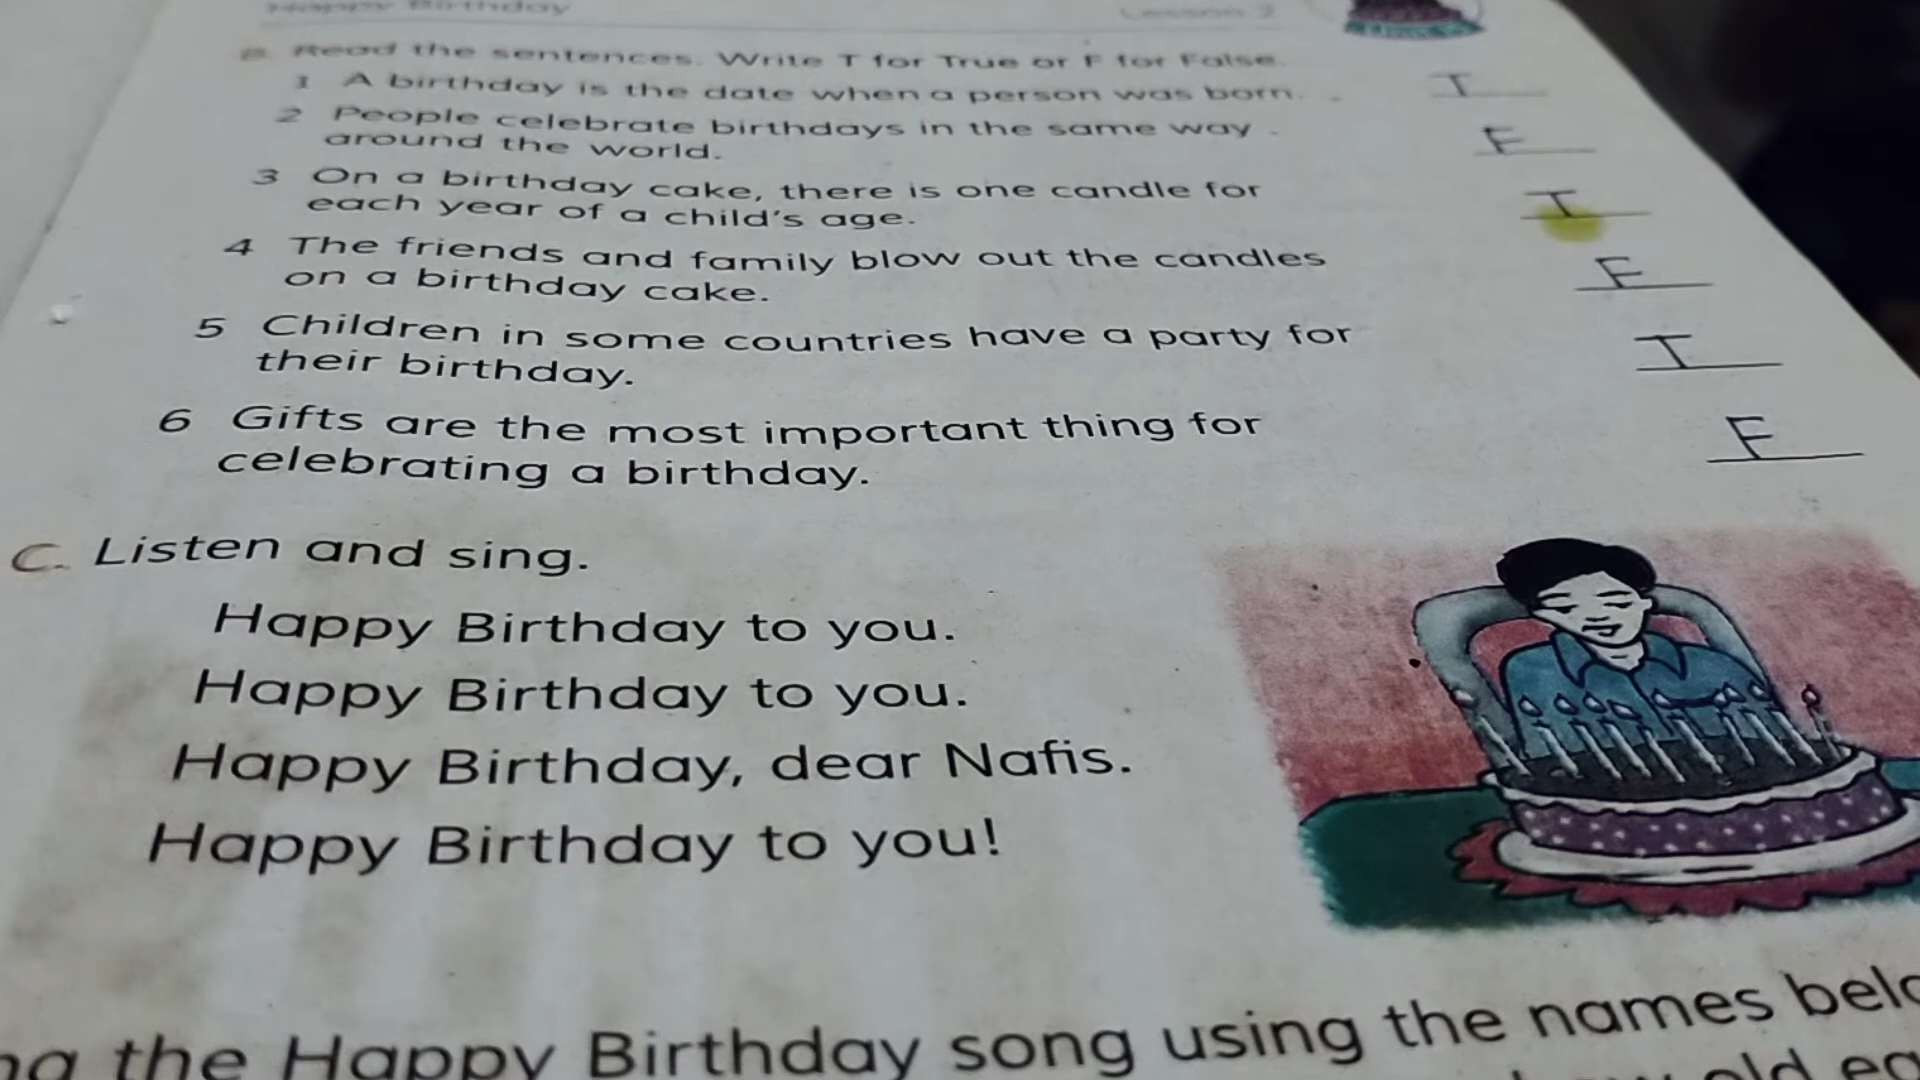 Happy Birthday
Lesson 2
B. Read the sentences. Write T for True or F for False.
1 A birthday is the date when a person was born. T
2 People celebrate birthdays in the same way
around the world. F
3 On a birthday cake, there is one candle for
each year of a child's age. T
4 The friends and family blow out the candles
on a birthday cake. F
5 Children in some countries have a party for
their birthday. T
6 Gifts are the most important thing for
celebrating a birthday. F
C. Listen and sing.
Happy Birthday to you.
Happy Birthday to you.
Happy Birthday, dear Nafis.
Happy Birthday to you!
the Happy Birthday song using the names
old